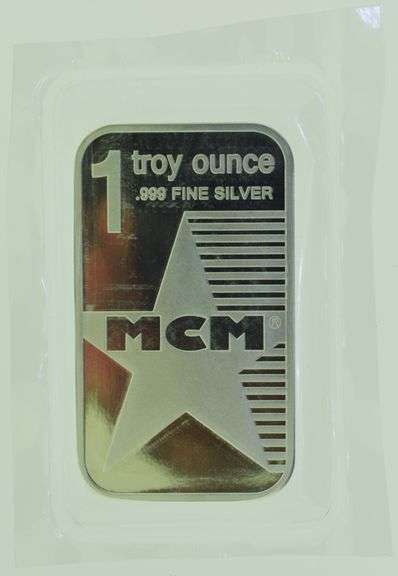 1 troy ounce
.999 FINE SILVER
MCM®